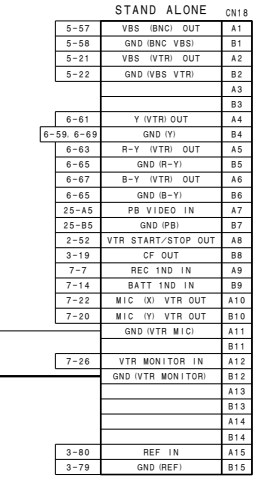 STAND ALONE CN18
5-57 VBS (BNC) OUT A1
5-58 GND (BNC VBS) B1
5-21 VBS (VTR) OUT A2
5-22 GND (VBS VTR) B2
A3
B3
6-61 Y (VTR) OUT A4
6-59. 6-69 GND (Y) B4
6-63 R-Y (VTR) OUT A5
6-65 GND (R-Y) B5
6-67 B-Y (VTR) OUT A6
6-65 GND (B-Y) B6
25-A5 PB VIDEO IN A7
25-B5 GND (PB) B7
2-52 VTR START/STOP OUT A8
3-19 CF OUT B8
7-7 REC 1ND IN A9
7-14 BATT 1ND IN B9
7-22 MIC (X) VTR OUT A10
7-20 MIC (Y) VTR OUT B10
GND (VTR MIC) A11
B11
7-26 VTR MONITOR IN A12
GND (VTR MONITOR) B12
A13
B13
A14
B14
3-80 REF IN A15
3-79 GND (REF) B15